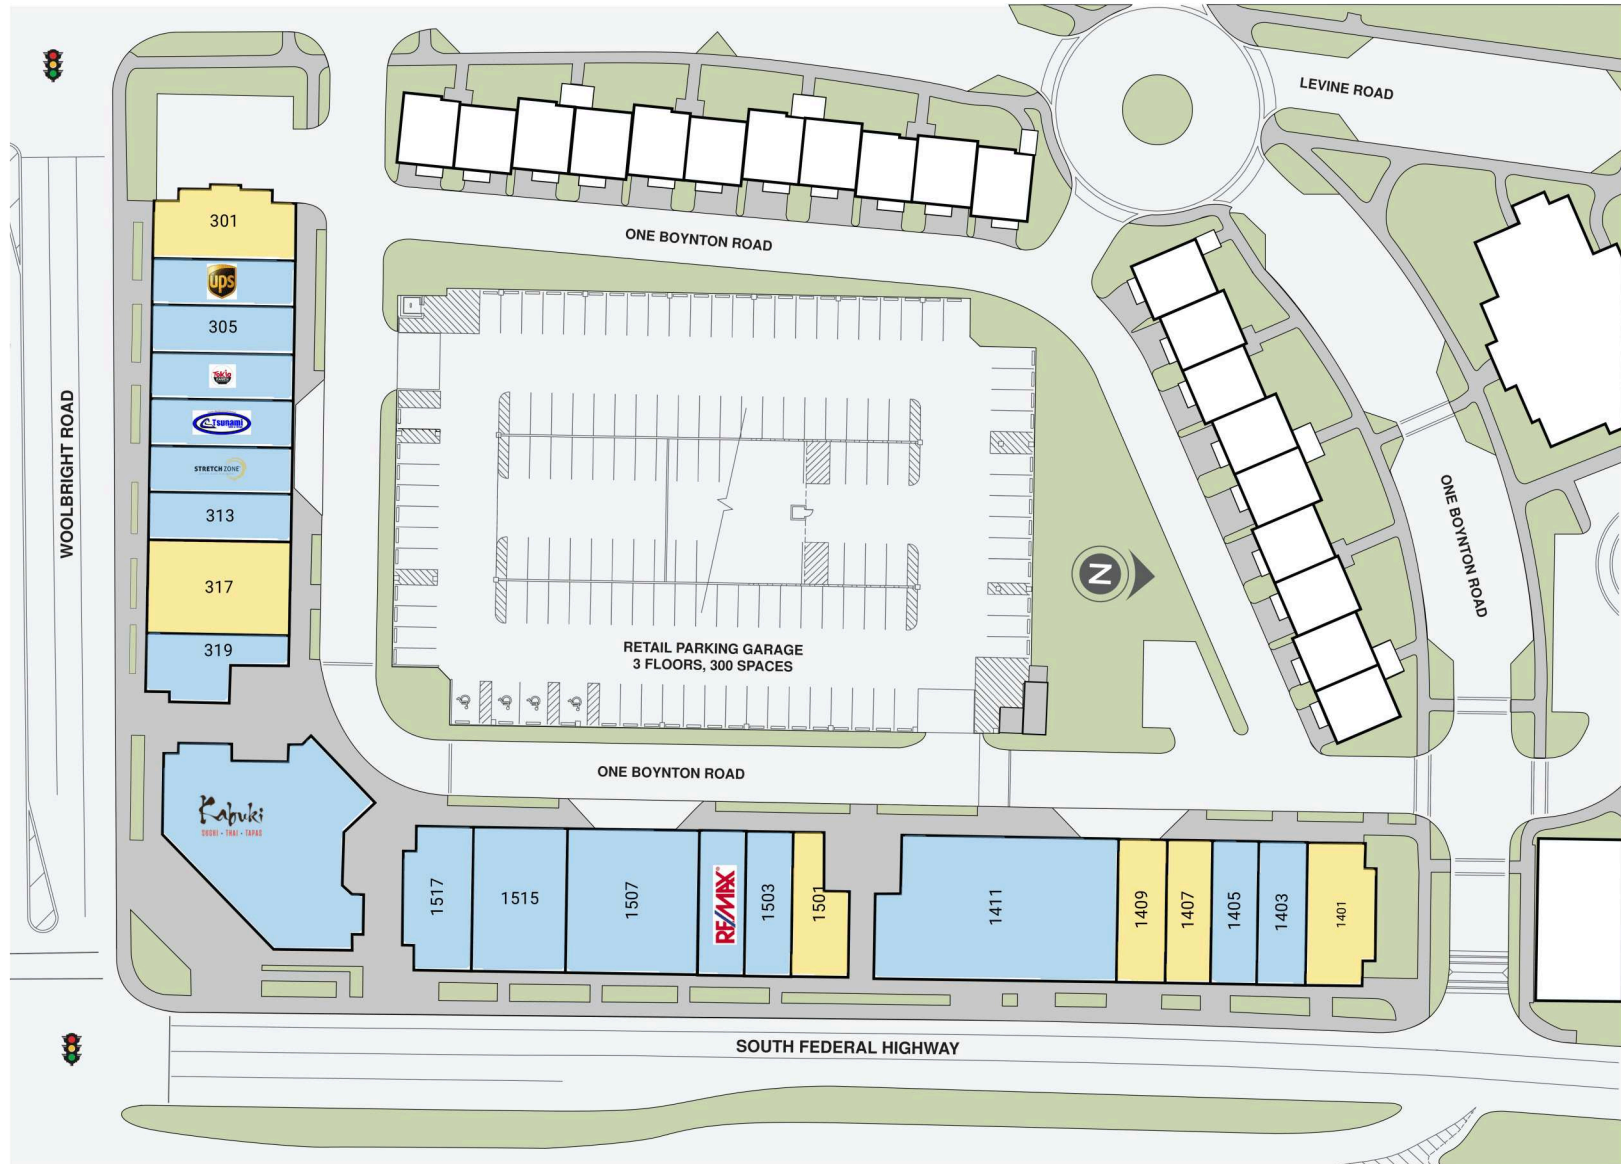 LEVINE ROAD
ONE BOYNTON ROAD
301
ups
305
Tsunami
STRETCH ZONE
313
317
319
WOOLBRIGHT ROAD
N
ONE BOYNTON ROAD
RETAIL PARKING GARAGE
3 FLOORS, 300 SPACES
ONE BOYNTON ROAD
Kabuki
SUSHI • THAI • TAPAS
1517
1515
1507
RE/MAX
1503
1501
1411
1409
1407
1405
1403
1401
SOUTH FEDERAL HIGHWAY